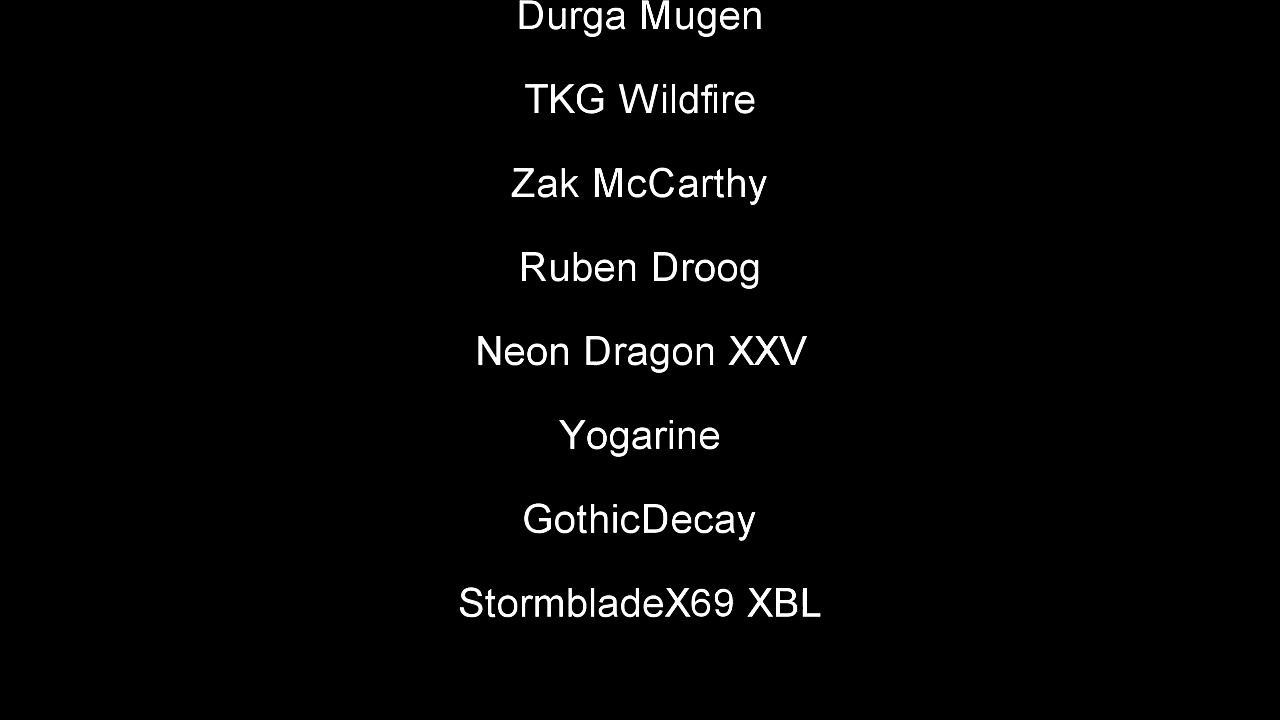 Durga Mugen
TKG Wildfire
Zak McCarthy
Ruben Droog
Neon Dragon XXV
Yogarine
GothicDecay
StormbladeX69 XBL